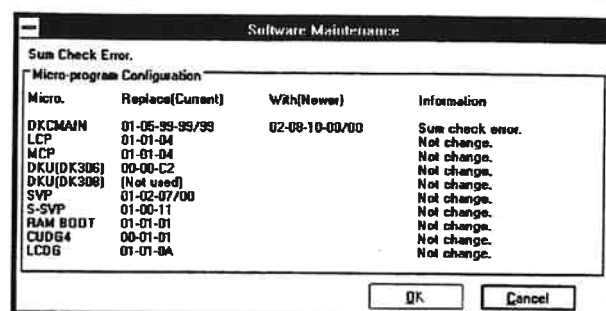 Software Maintenance
Sum Check Error.
Micro-program Configuration
Micro. Replace(Current) With(Newer) Information
DKCMAIN 01-05-99-99/99 02-08-10-00/00 Sum check error.
LCP 01-01-04 Not change.
MCP 01-01-04 Not change.
DKU(DK306) 00-00-C2 Not change.
DKU(DK308) (Not used) Not change.
SVP 01-02-07/00 Not change.
S-SVP 01-00-11 Not change.
RAM BOOT 01-01-01 Not change.
CUDG4 00-01-01 Not change.
LCDG 01-01-0A Not change.
OK Cancel